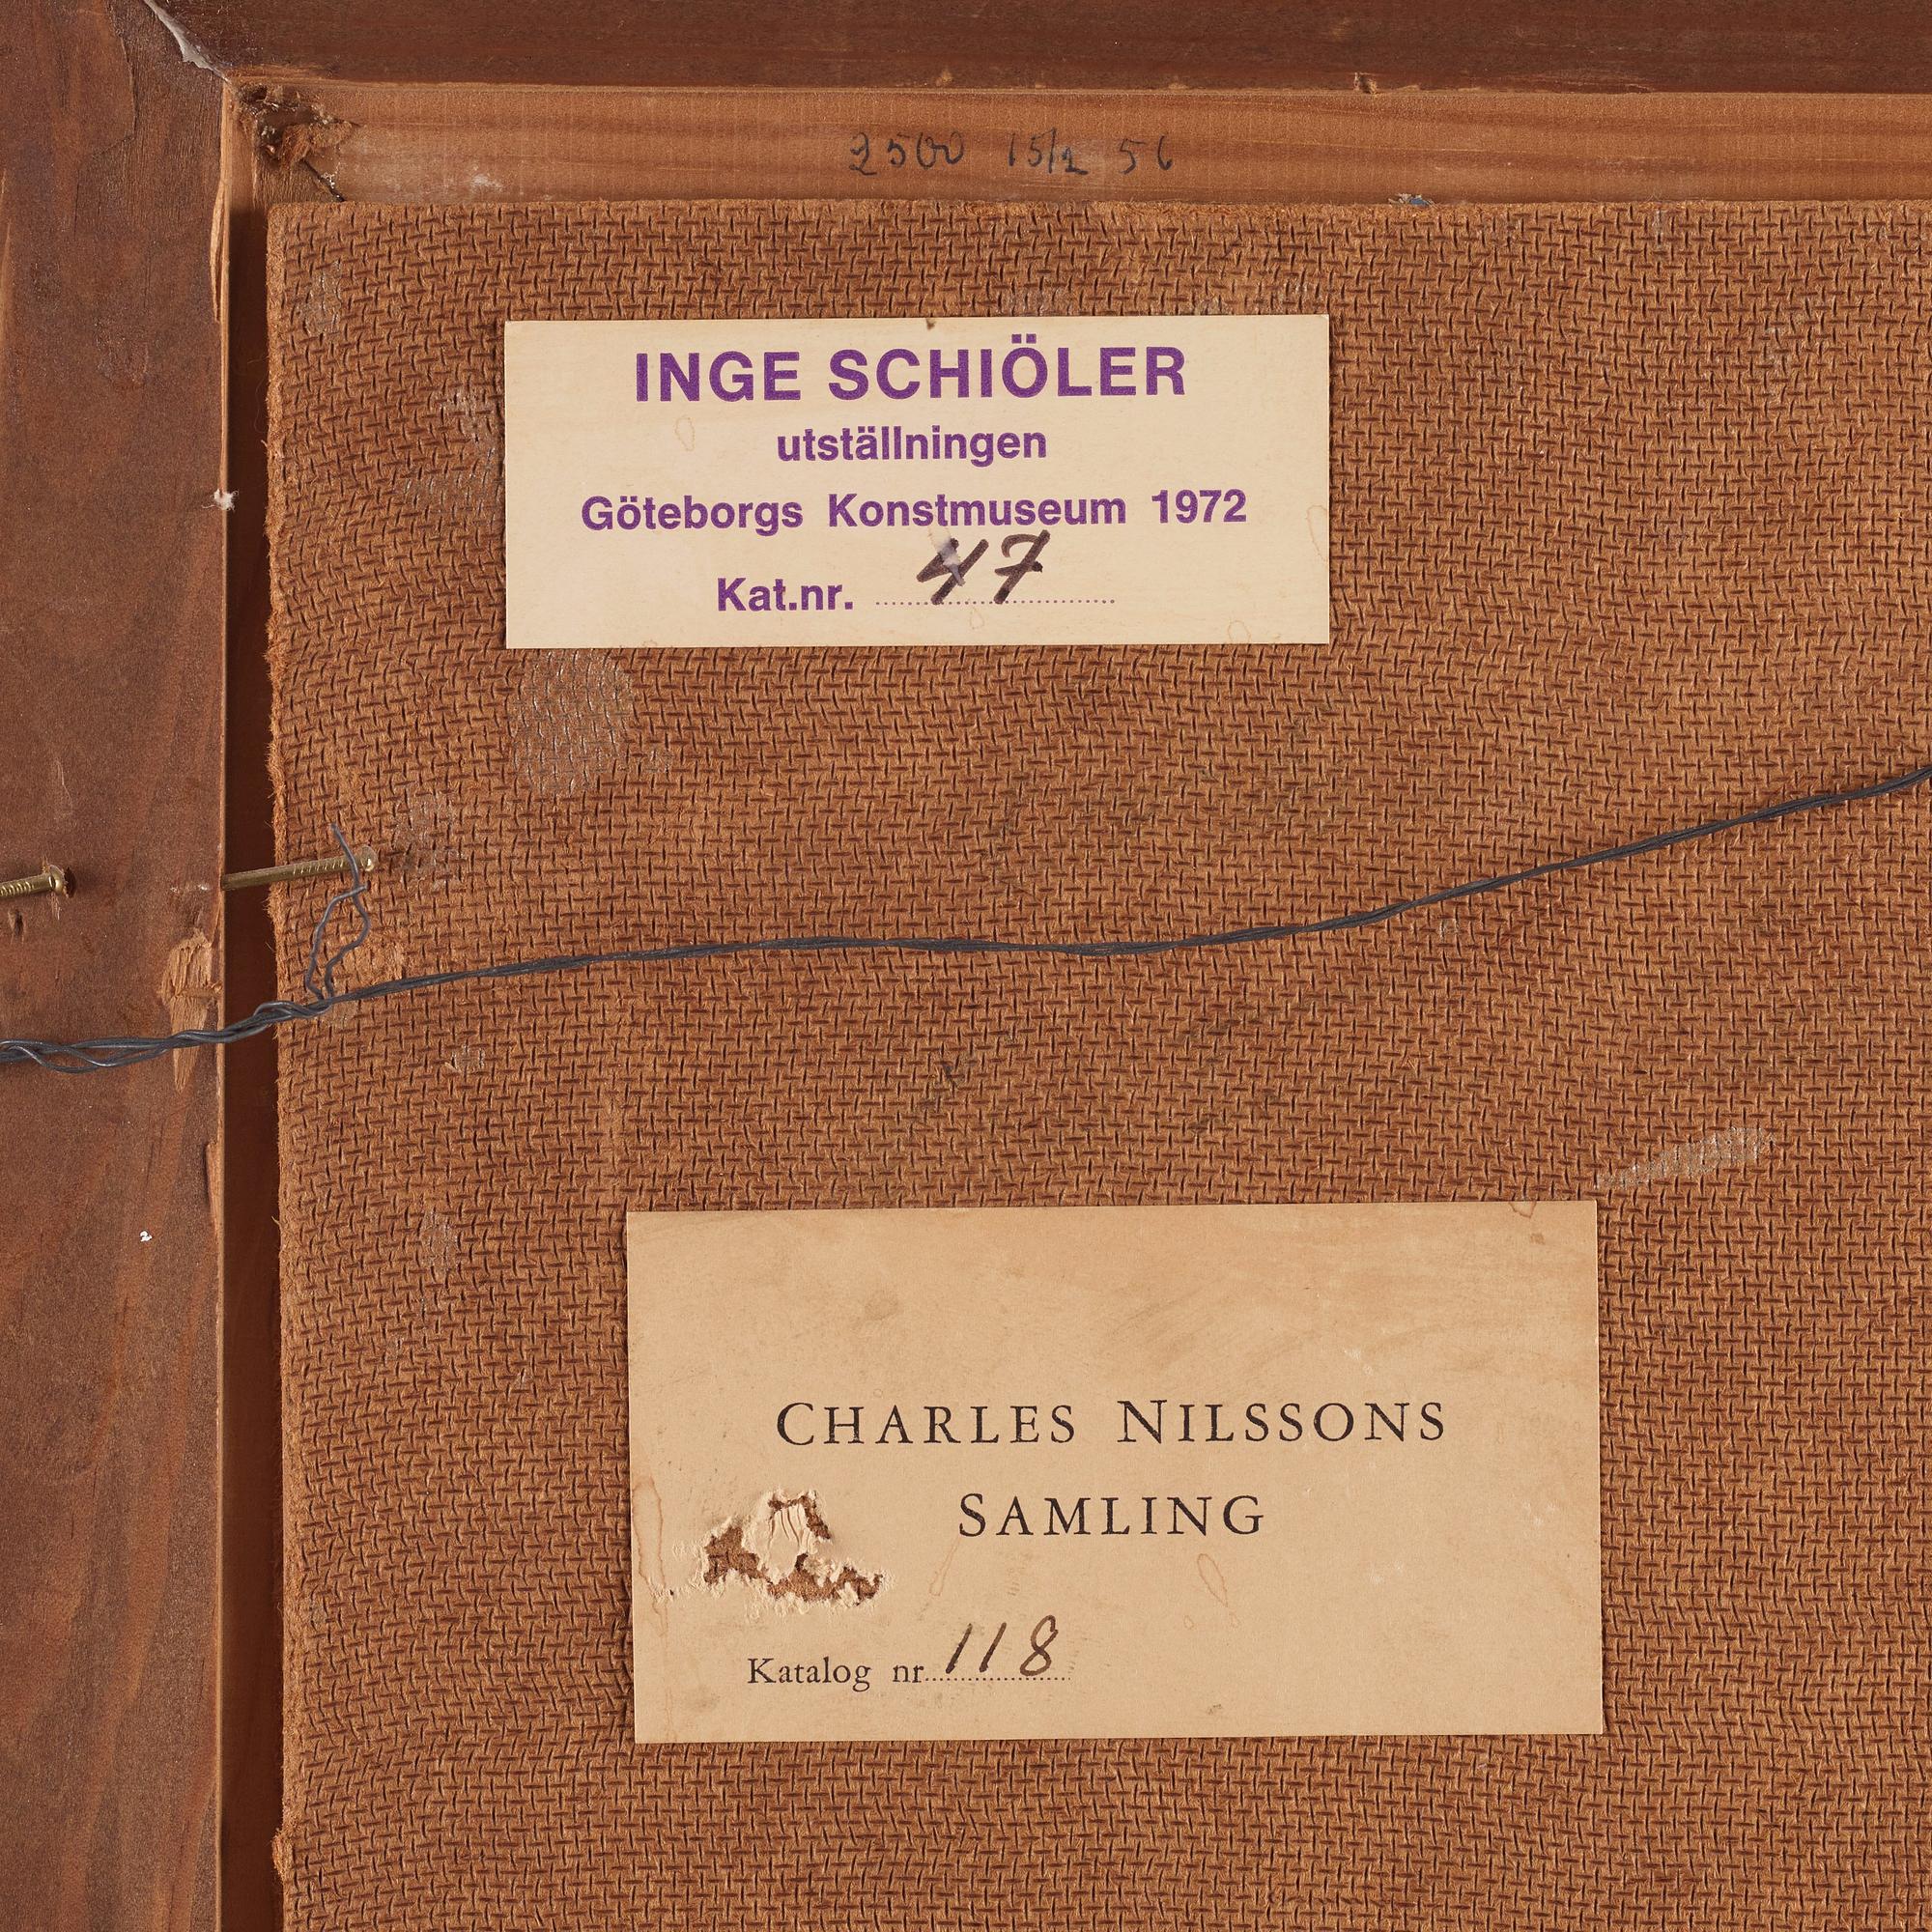 2500 15/2 56
INGE SCHIÖLER
utställningen
Göteborgs Konstmuseum 1972
Kat.nr. 47
CHARLES NILSSONS
SAMLING
Katalog nr 118